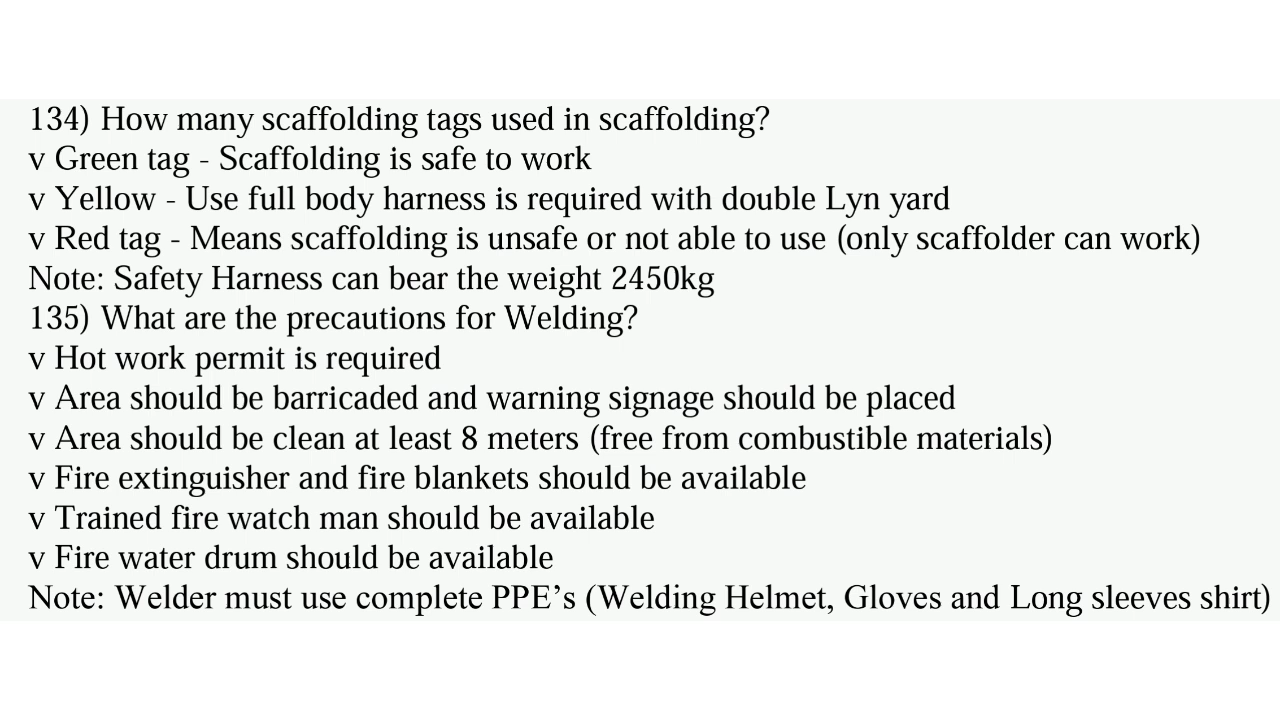 134) How many scaffolding tags used in scaffolding?
v Green tag - Scaffolding is safe to work
v Yellow - Use full body harness is required with double Lyn yard
v Red tag - Means scaffolding is unsafe or not able to use (only scaffolder can work)
Note: Safety Harness can bear the weight 2450kg
135) What are the precautions for Welding?
v Hot work permit is required
v Area should be barricaded and warning signage should be placed
v Area should be clean at least 8 meters (free from combustible materials)
v Fire extinguisher and fire blankets should be available
v Trained fire watch man should be available
v Fire water drum should be available
Note: Welder must use complete PPE’s (Welding Helmet, Gloves and Long sleeves shirt)